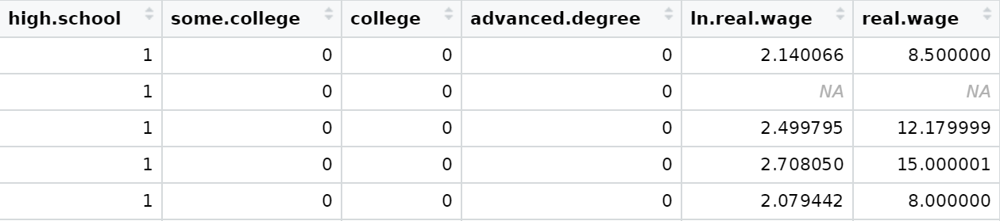 high.school some.college college advanced.degree ln.real.wage real.wage
1 0 0 0 2.140066 8.500000
1 0 0 0 NA NA
1 0 0 0 2.499795 12.179999
1 0 0 0 2.708050 15.000001
1 0 0 0 2.079442 8.000000